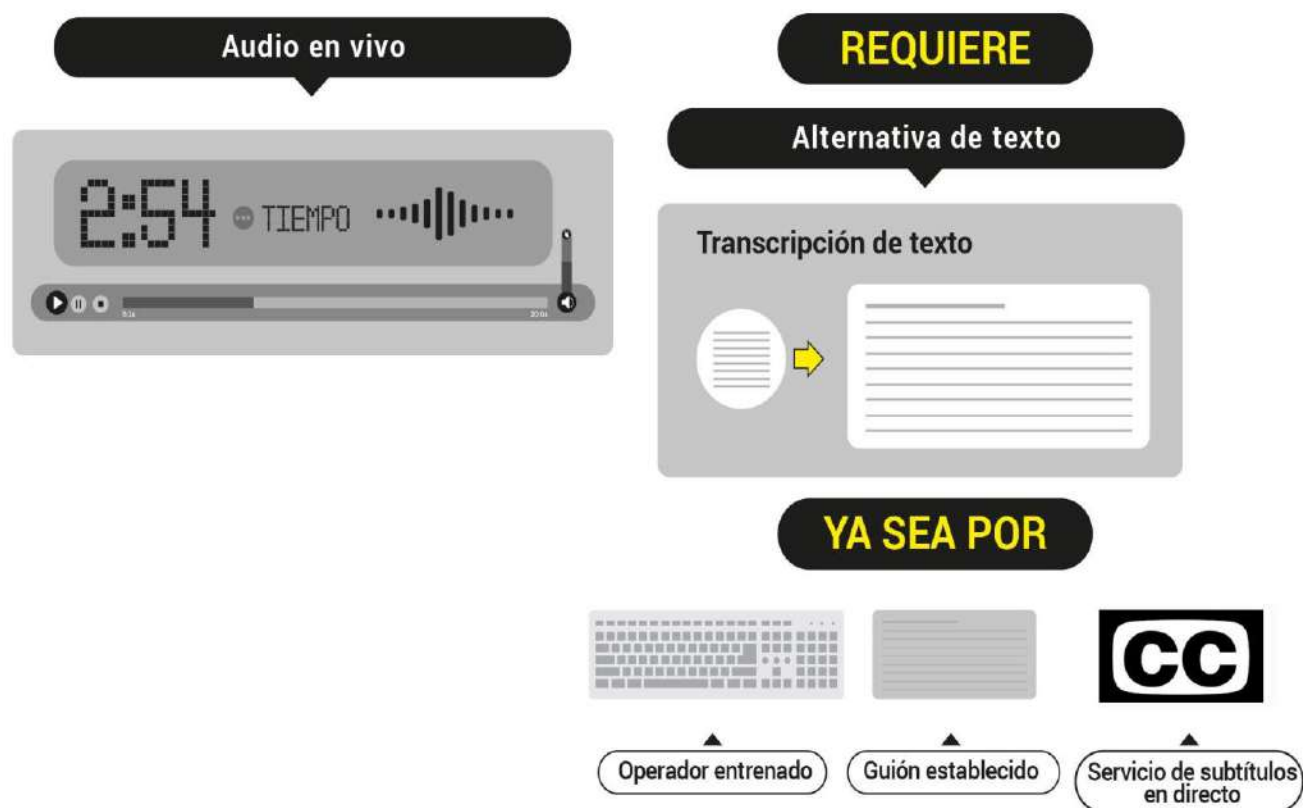 Audio en vivo
2:54 TIEMPO
REQUIERE
Alternativa de texto
Transcripción de texto
YA SEA POR
CC
Operador entrenado
Guión establecido
Servicio de subtítulos
en directo